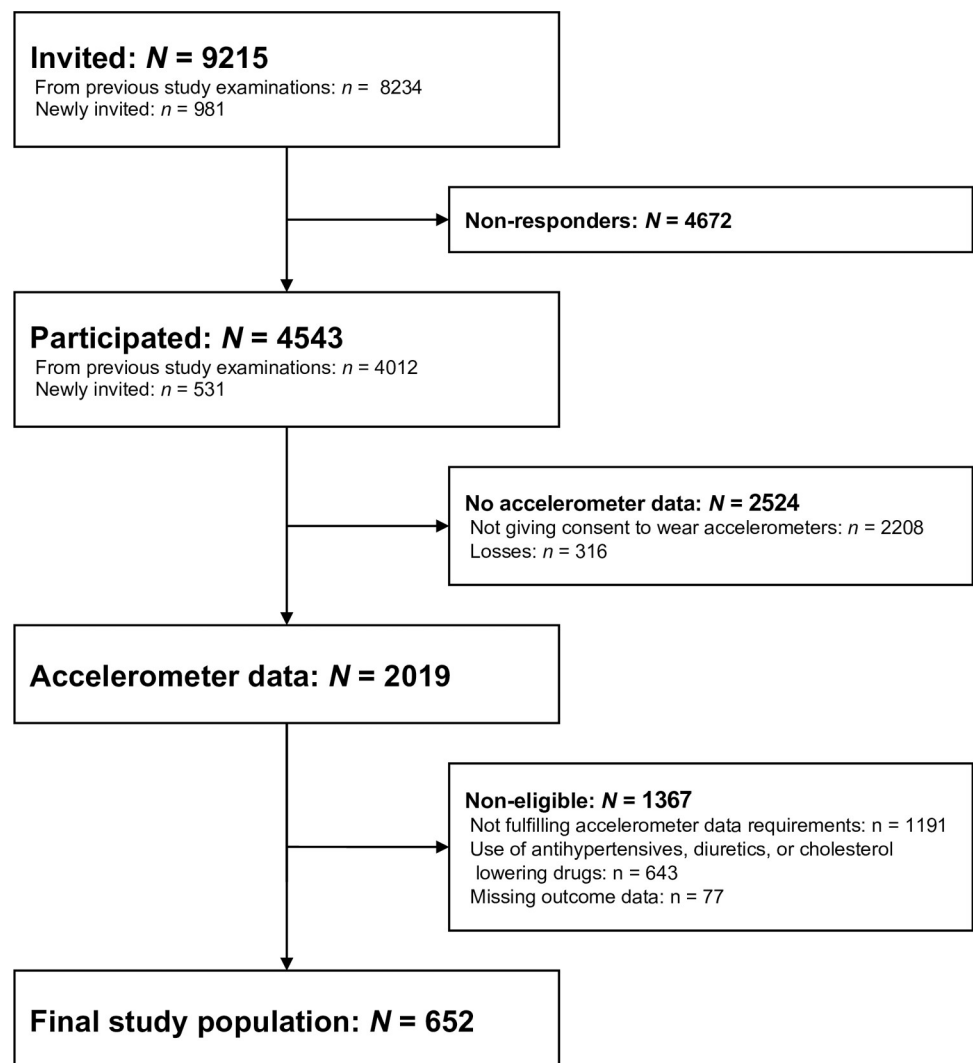 Invited: N = 9215
From previous study examinations: n = 8234
Newly invited: n = 981
Non-responders: N = 4672
Participated: N = 4543
From previous study examinations: n = 4012
Newly invited: n = 531
No accelerometer data: N = 2524
Not giving consent to wear accelerometers: n = 2208
Losses: n = 316
Accelerometer data: N = 2019
Non-eligible: N = 1367
Not fulfilling accelerometer data requirements: n = 1191
Use of antihypertensives, diuretics, or cholesterol
lowering drugs: n = 643
Missing outcome data: n = 77
Final study population: N = 652